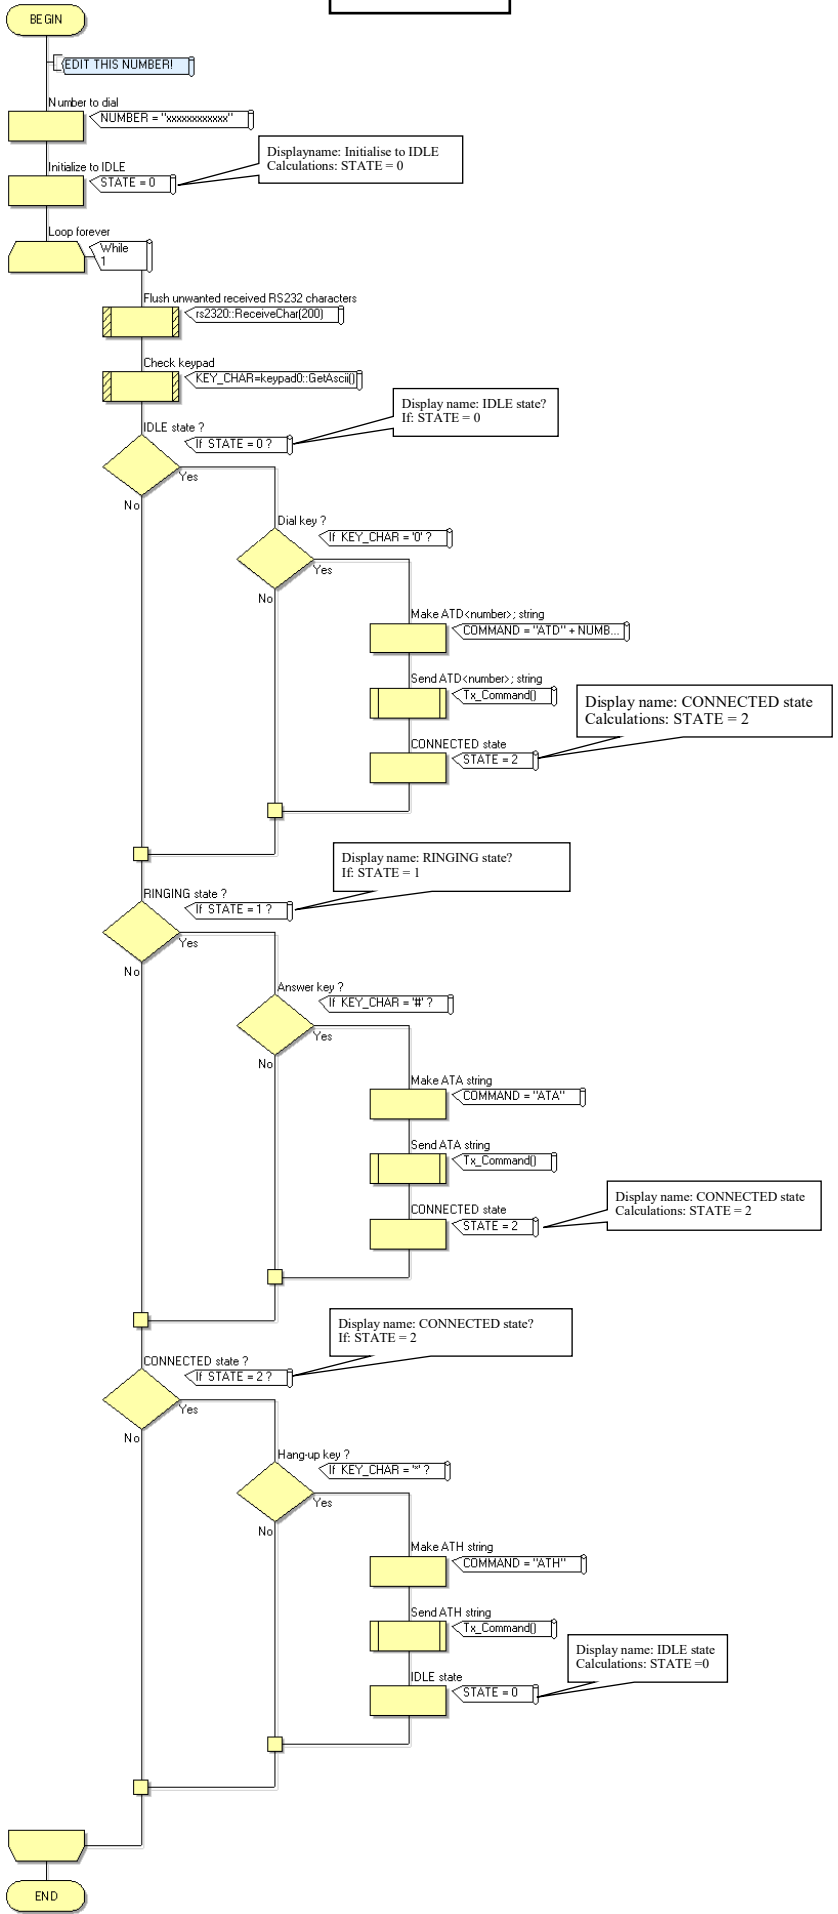 BEGIN
EDIT THIS NUMBER!
Number to dial
NUMBER = "xxxxxxxxxxxx"
Displayname: Initialise to IDLE
Calculations: STATE = 0
Initialize to IDLE
STATE = 0
Loop forever
While
1
Flush unwanted received RS232 characters
rs2320::ReceiveChar(200)
Check keypad
KEY_CHAR=keypad0::GetAscii()
Display name: IDLE state?
If: STATE = 0
IDLE state ?
If STATE = 0 ?
Yes
No
Dial key ?
If KEY_CHAR = '0' ?
Yes
No
Make ATD<number>; string
COMMAND = "ATD" + NUMB...
Send ATD<number>; string
Tx_Command()
Display name: CONNECTED state
Calculations: STATE = 2
CONNECTED state
STATE = 2
Display name: RINGING state?
If: STATE = 1
RINGING state ?
If STATE = 1 ?
Yes
No
Answer key ?
If KEY_CHAR = '#' ?
Yes
No
Make ATA string
COMMAND = "ATA"
Send ATA string
Tx_Command()
Display name: CONNECTED state
Calculations: STATE = 2
CONNECTED state
STATE = 2
Display name: CONNECTED state?
If: STATE = 2
CONNECTED state ?
If STATE = 2 ?
Yes
No
Hang-up key ?
If KEY_CHAR = '*' ?
Yes
No
Make ATH string
COMMAND = "ATH"
Send ATH string
Tx_Command()
Display name: IDLE state
Calculations: STATE =0
IDLE state
STATE = 0
END